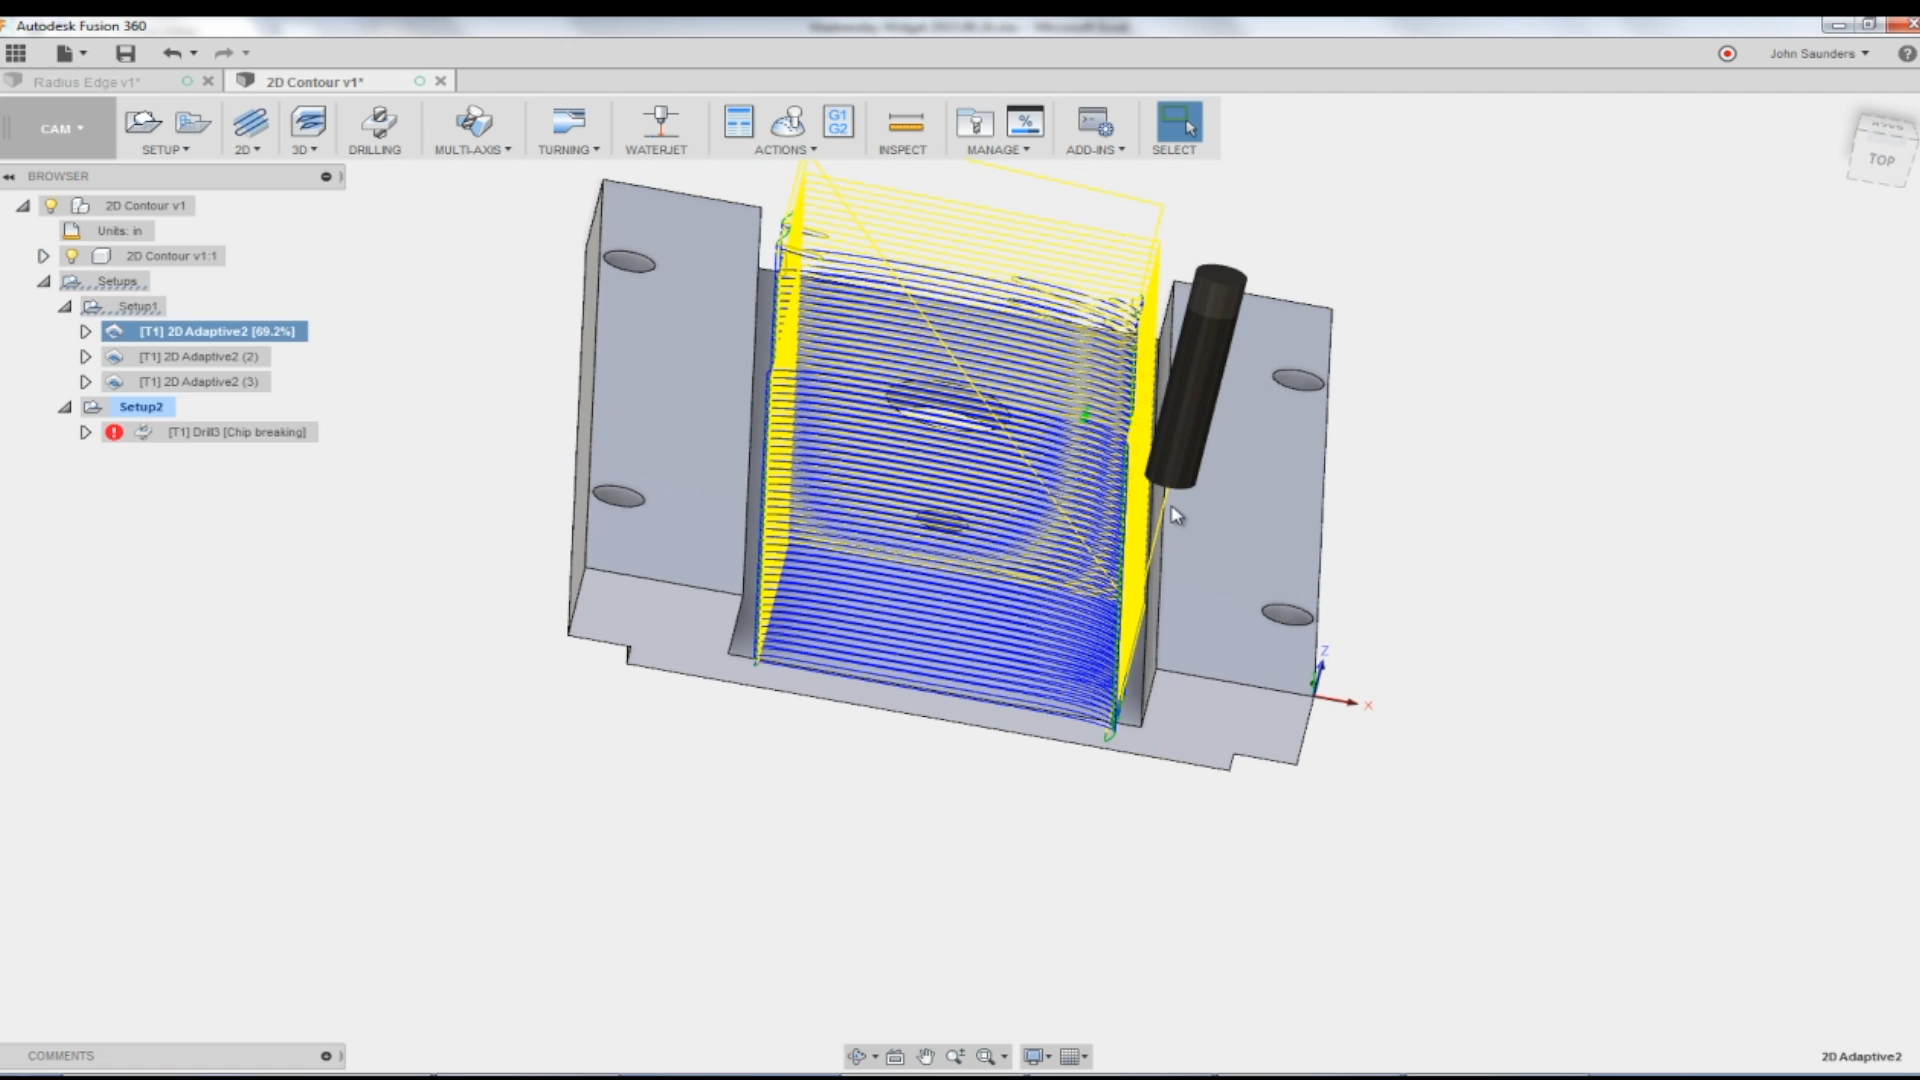 Autodesk Fusion 360
John Saunders
Radius Edge v1*
2D Contour v1*
CAM
G1
G2
%
SETUP
2D
3D
DRILLING
MULTI-AXIS
TURNING
WATERJET
ACTIONS
INSPECT
MANAGE
ADD-INS
SELECT
BACK
TOP
BROWSER
2D Contour v1
Units: in
2D Contour v1:1
Setups
Setup1
[T1] 2D Adaptive2 [69.2%]
[T1] 2D Adaptive2 (2)
[T1] 2D Adaptive2 (3)
Setup2
[T1] Drill3 [Chip breaking]
Z
X
COMMENTS
2D Adaptive2